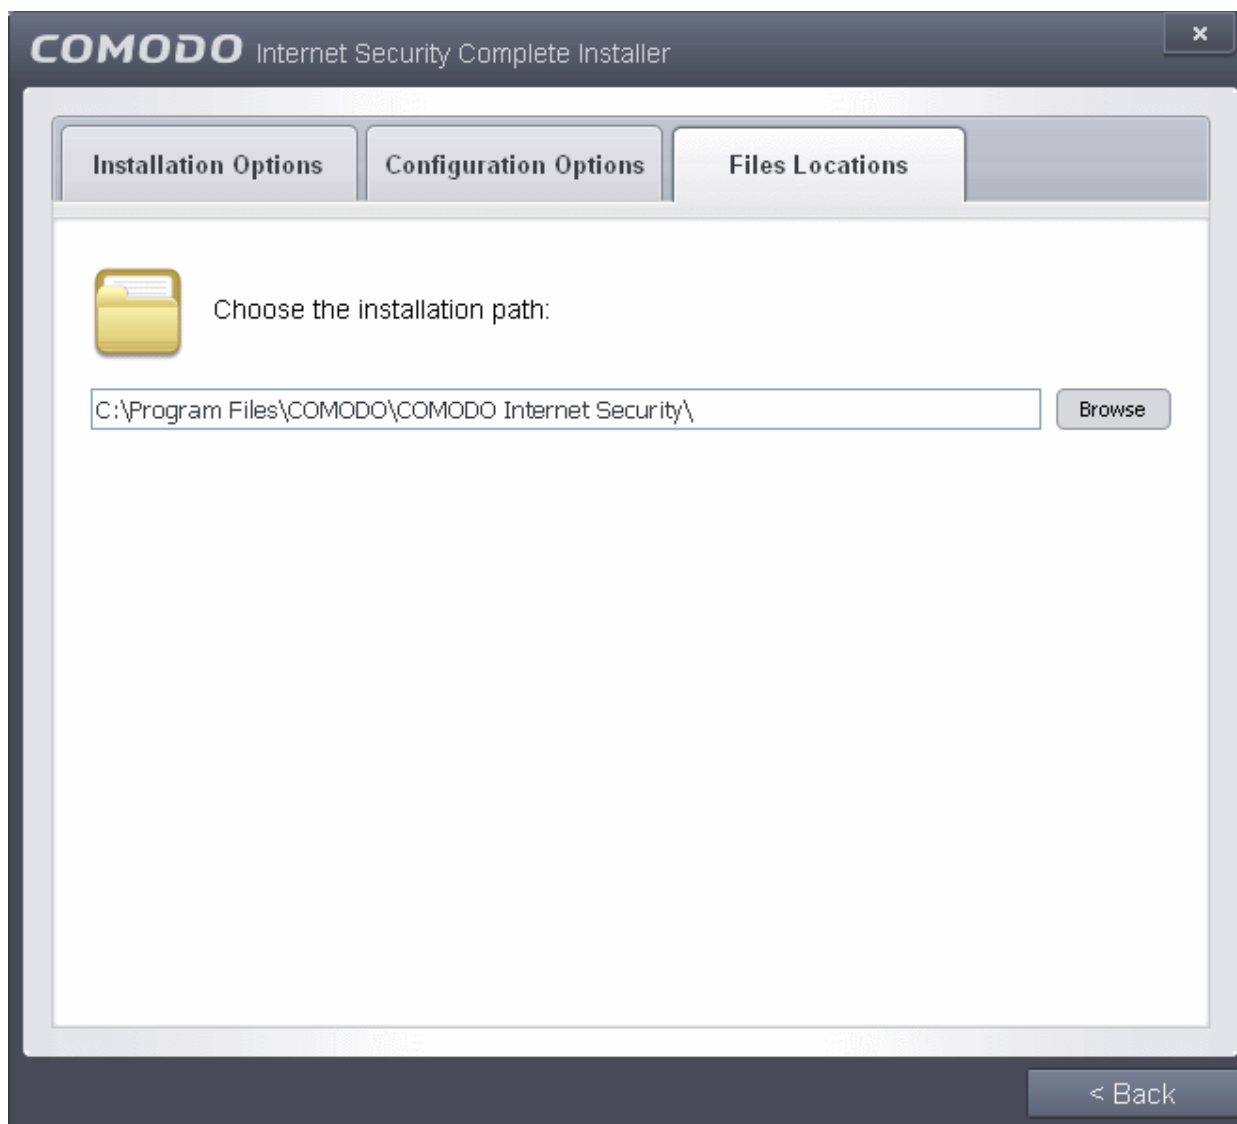 COMODO Internet Security Complete Installer
×
Installation Options
Configuration Options
Files Locations
Choose the installation path:
C:\Program Files\COMODO\COMODO Internet Security\
Browse
< Back